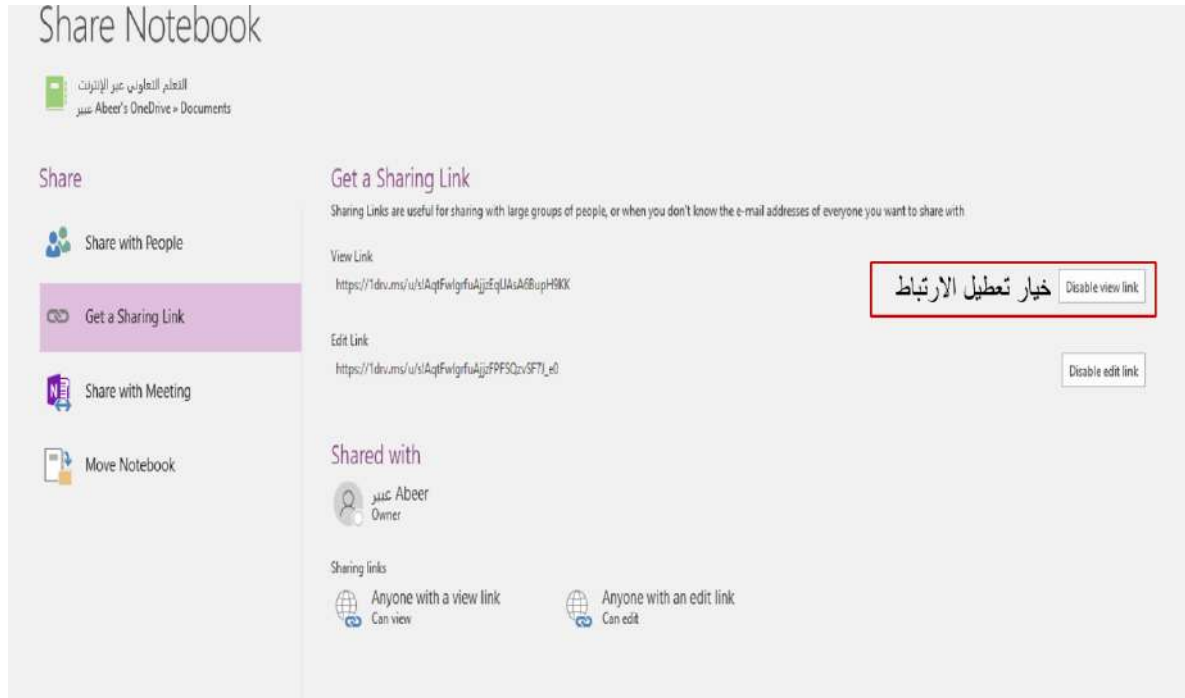 Share Notebook
التعلم التعاوني عبر الإنترنت
عبير Abeer's OneDrive » Documents
Share
Share with People
Get a Sharing Link
Share with Meeting
Move Notebook
Get a Sharing Link
Sharing Links are useful for sharing with large groups of people, or when you don't know the e-mail addresses of everyone you want to share with
View Link
خيار تعطيل الارتباط
Disable view link
Edit Link
Disable edit link
Shared with
عبير Abeer
Owner
Sharing links
Anyone with a view link
Can view
Anyone with an edit link
Can edit